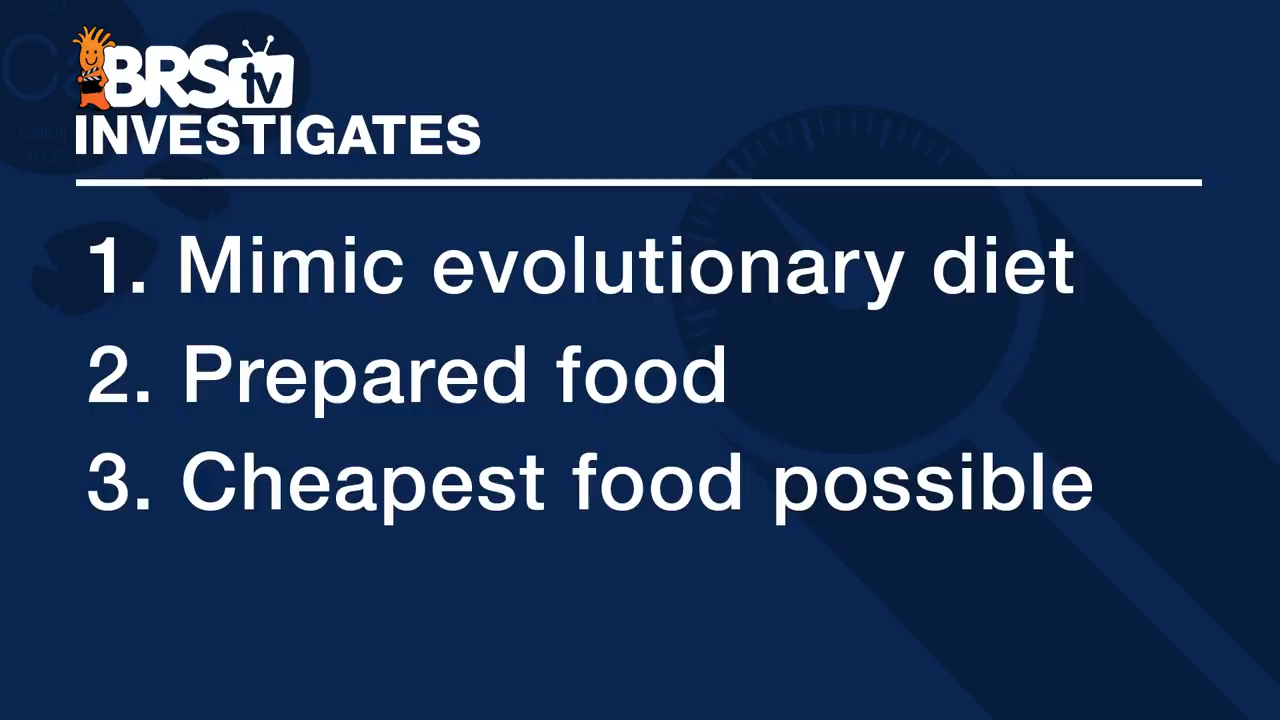 BRStv
INVESTIGATES
1. Mimic evolutionary diet
2. Prepared food
3. Cheapest food possible